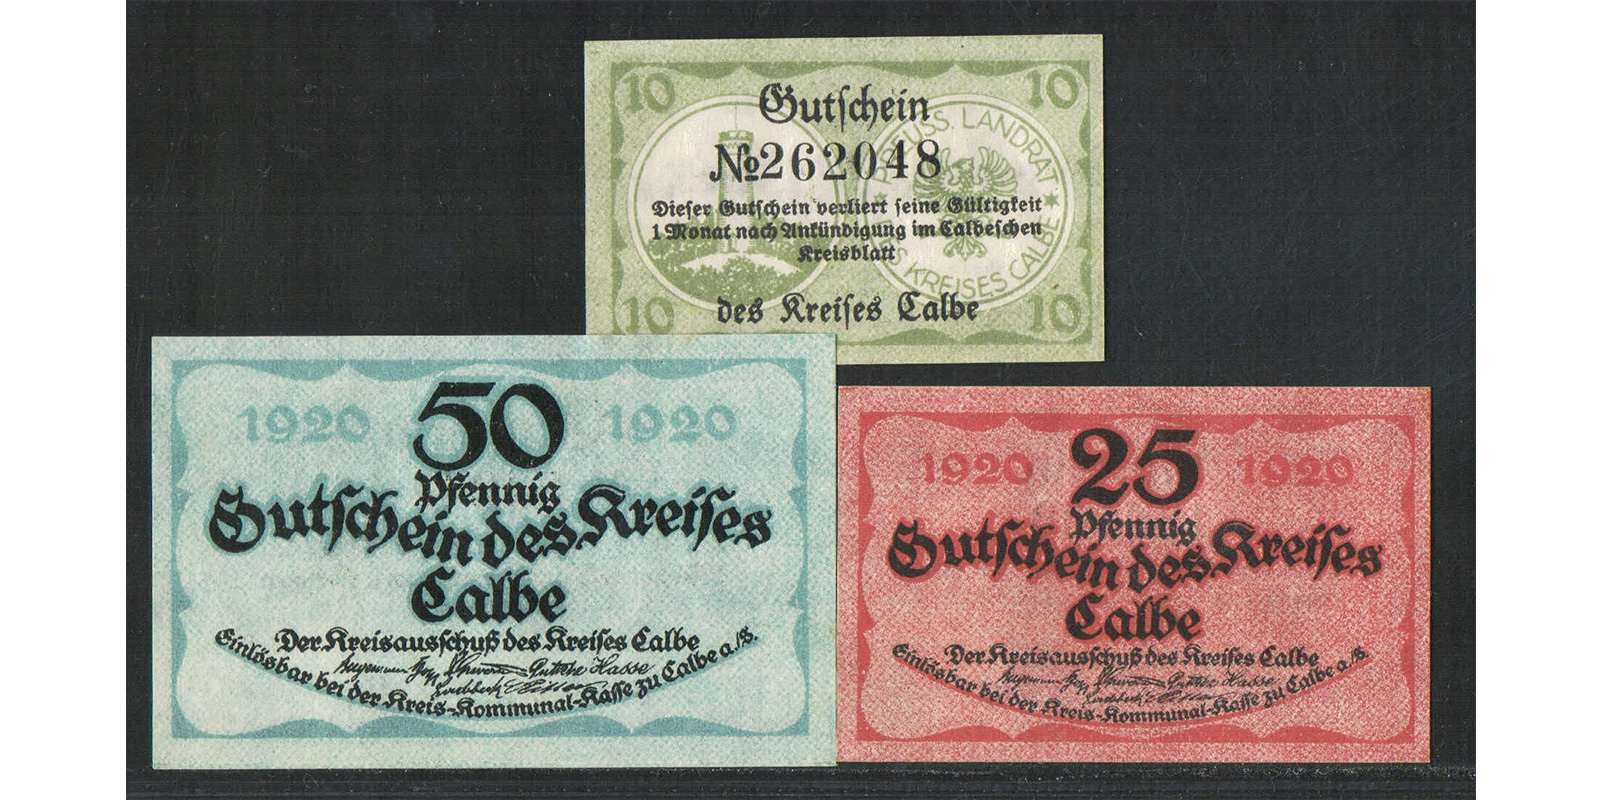 10 10
Gutschein
№262048
Dieser Gutschein verliert seine Gültigkeit
1 Monat nach Ankündigung im Calbeschen
Kreisblatt
des Kreises Calbe
10 10
PREUSS. LANDRAT
DES KREISES CALBE
1920 50 1920
Pfennig
Gutschein des Kreises
Calbe
Der Kreisausschuß des Kreises Calbe
Hasse
Einlösbar bei der Kreis-Kommunal-Kasse zu Calbe a./S.
1920 25 1920
Pfennig
Gutschein des Kreises
Calbe
Der Kreisausschuß des Kreises Calbe
Hasse
Einlösbar bei der Kreis-Kommunal-Kasse zu Calbe a./S.